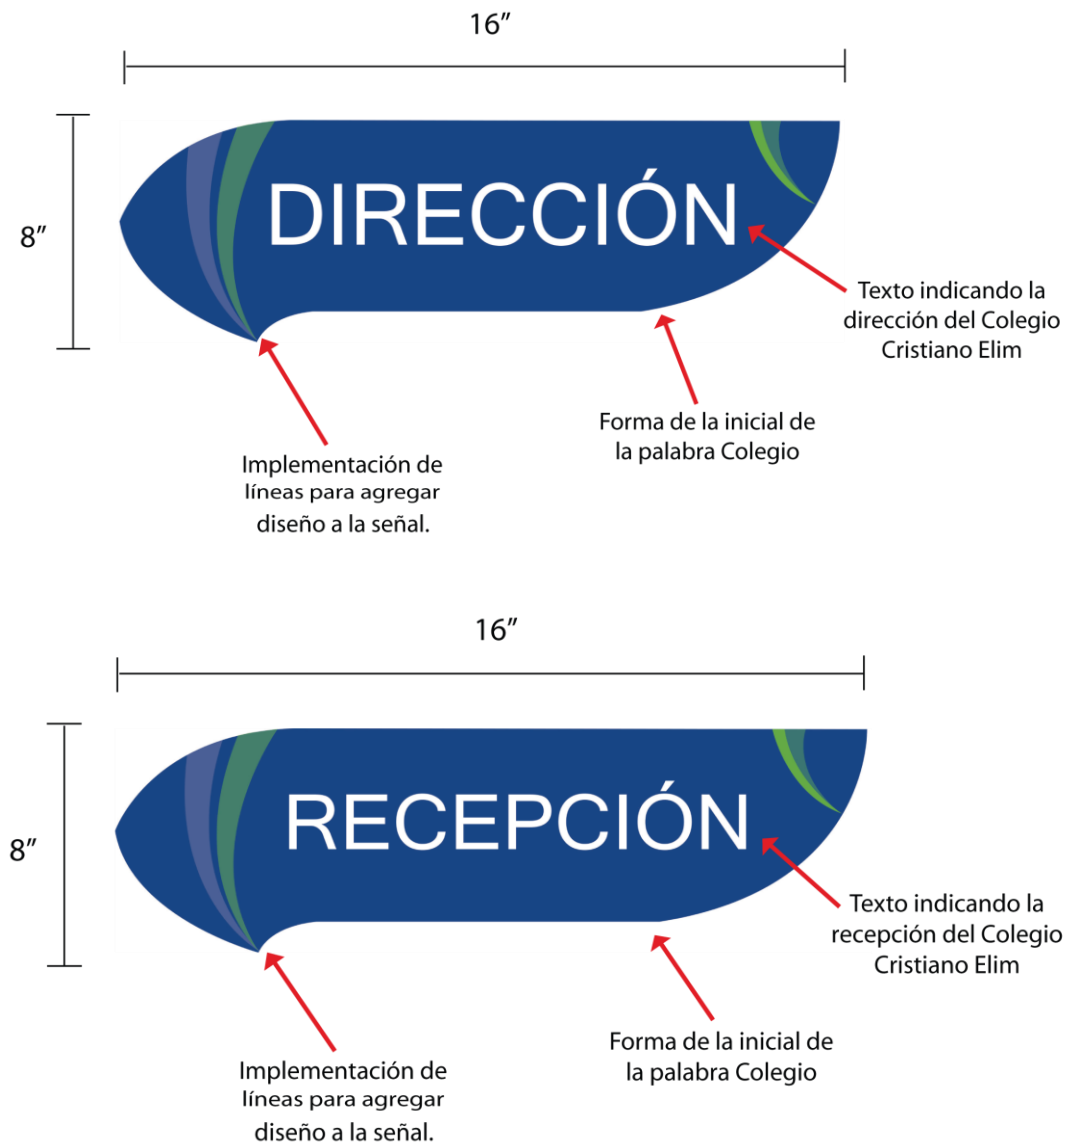 16”
8”
DIRECCIÓN
Texto indicando la
dirección del Colegio
Cristiano Elim
Forma de la inicial de
la palabra Colegio
Implementación de
líneas para agregar
diseño a la señal.
16”
8”
RECEPCIÓN
Texto indicando la
recepción del Colegio
Cristiano Elim
Forma de la inicial de
la palabra Colegio
Implementación de
líneas para agregar
diseño a la señal.